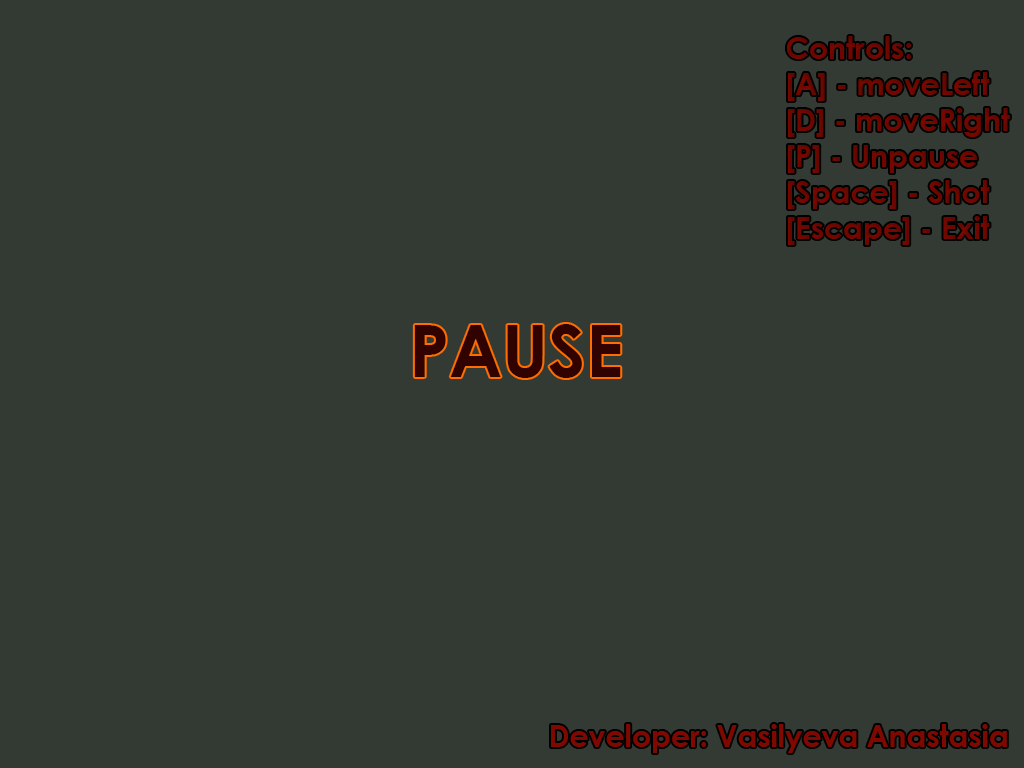 Controls:
[A] - moveLeft
[D] - moveRight
[P] - Unpause
[Space] - Shot
[Escape] - Exit
PAUSE
Developer: Vasilyeva Anastasia